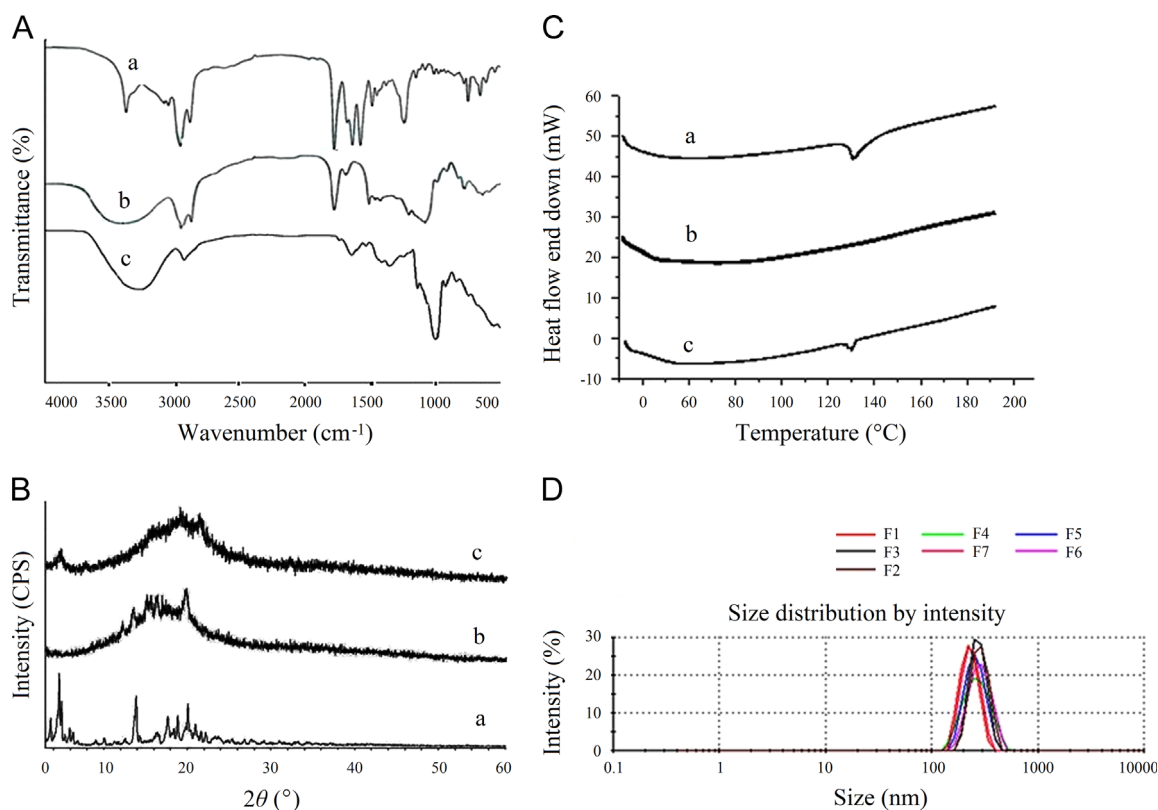 A
a
b
c
Transmittance (%)
4000 3500 3000 2500 2000 1500 1000 500
Wavenumber (cm-1)
C
60
50
40
30
20
10
0
-10
a
b
c
Heat flow end down (mW)
0 60 80 100 120 140 160 180 200
Temperature (°C)
B
c
b
a
Intensity (CPS)
0 10 20 30 40 50 60
2θ (°)
D
F1 F4 F5
F3 F7 F6
F2
Size distribution by intensity
30
20
10
0
Intensity (%)
0.1 1 10 100 1000 10000
Size (nm)